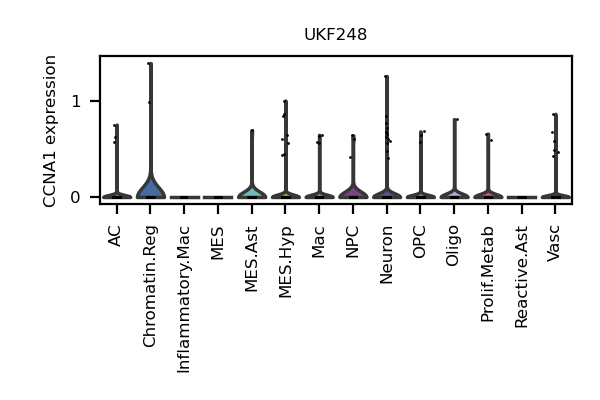 UKF248
CCNA1 expression
1
0
AC
Chromatin.Reg
Inflammatory.Mac
MES
MES.Ast
MES.Hyp
Mac
NPC
Neuron
OPC
Oligo
Prolif.Metab
Reactive.Ast
Vasc